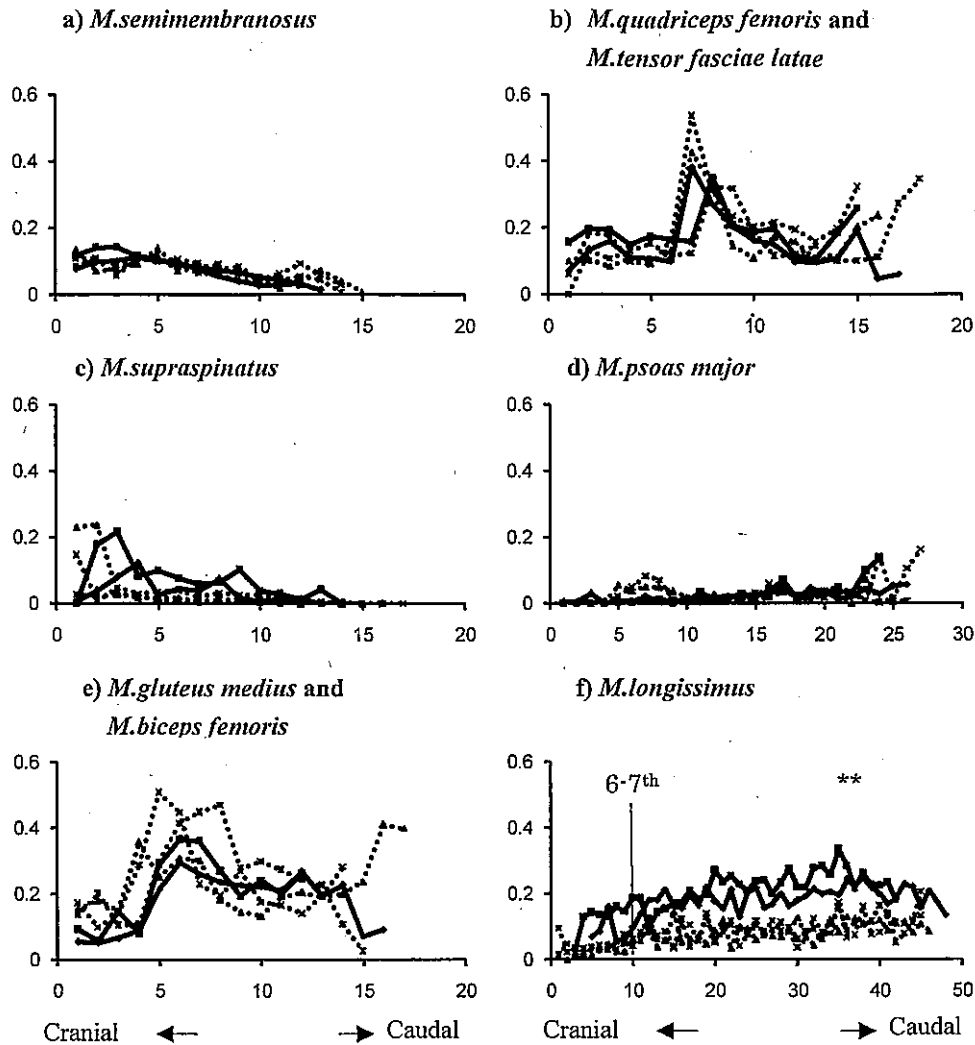 a) M.semimembranosus
b) M.quadriceps femoris and
M.tensor fasciae latae
0.6
0.4
0.2
0
0 5 10 15 20
0.6
0.4
0.2
0
0 5 10 15 20
c) M.supraspinatus
d) M.psoas major
0.6
0.4
0.2
0
0 5 10 15 20
0.6
0.4
0.2
0
0 5 10 15 20 25 30
e) M.gluteus medius and
M.biceps femoris
f) M.longissimus
0.6
0.4
0.2
0
0 5 10 15 20
0.6
0.4
0.2
0
6-7th
**
0 10 20 30 40 50
Cranial Caudal
Cranial Caudal